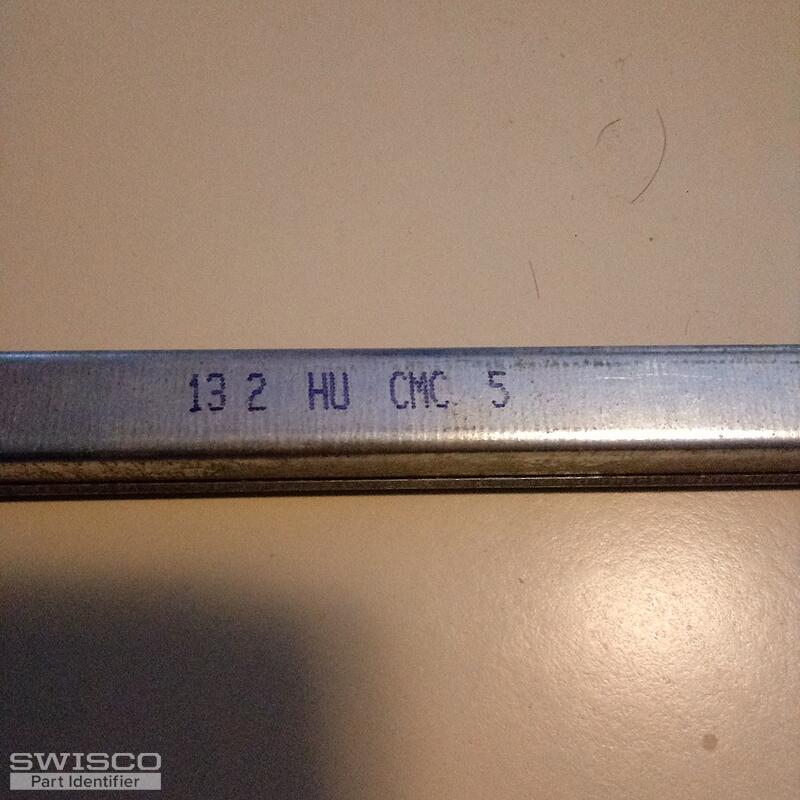 13 2 HU CMC 5
SWISCO
Part Identifier